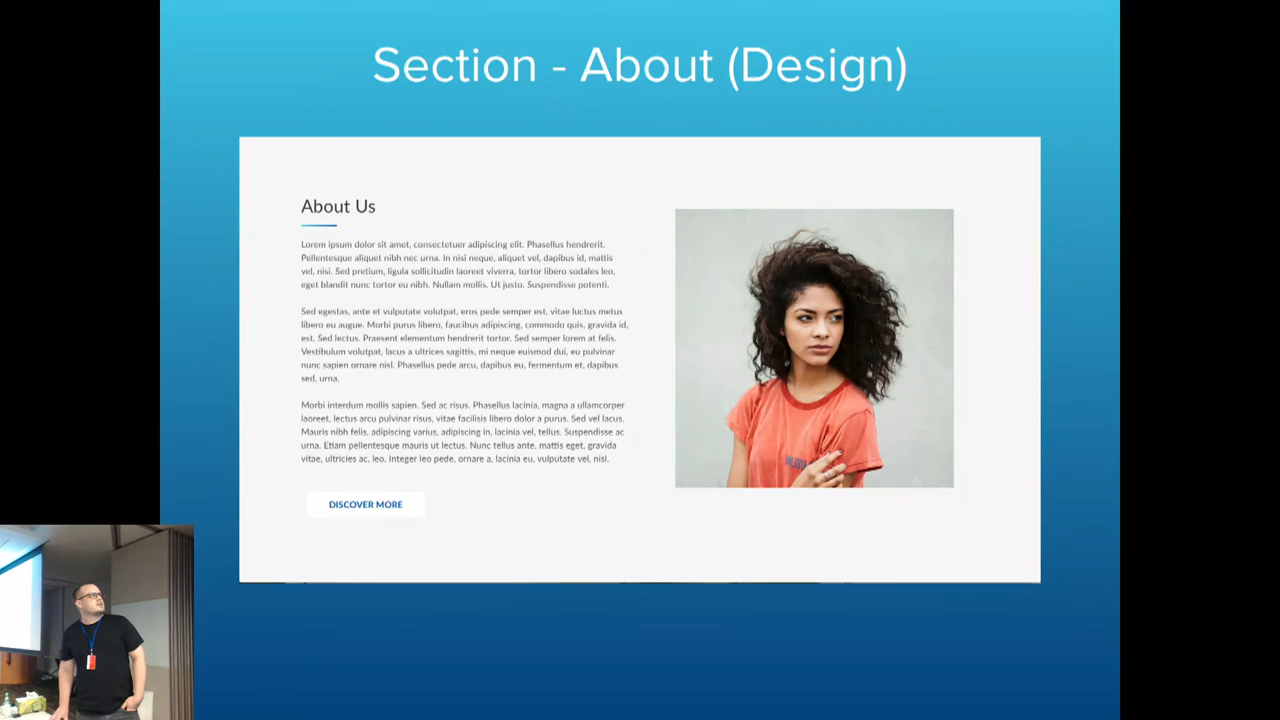 Section - About (Design)
About Us
Lorem ipsum dolor sit amet, consectetuer adipiscing elit. Phasellus hendrerit.
Pellentesque aliquet nibh nec urna. In nisi neque, aliquet vel, dapibus id, mattis
vel, nisi. Sed pretium, ligula sollicitudin laoreet viverra, tortor libero sodales leo,
eget blandit nunc tortor eu nibh. Nullam mollis. Ut justo. Suspendisse potenti.
Sed egestas, ante et vulputate volutpat, eros pede semper est, vitae luctus metus
libero eu augue. Morbi purus libero, faucibus adipiscing, commodo quis, gravida id,
est. Sed lectus. Praesent elementum hendrerit tortor. Sed semper lorem at felis.
Vestibulum volutpat, lacus a ultrices sagittis, mi neque euismod dui, eu pulvinar
nunc sapien ornare nisl. Phasellus pede arcu, dapibus eu, fermentum et, dapibus
sed, urna.
Morbi interdum mollis sapien. Sed ac risus. Phasellus lacinia, magna a ullamcorper
laoreet, lectus arcu pulvinar risus, vitae facilisis libero dolor a purus. Sed vel lacus.
Mauris nibh felis, adipiscing varius, adipiscing in, lacinia vel, tellus. Suspendisse ac
urna. Etiam pellentesque mauris ut lectus. Nunc tellus ante, mattis eget, gravida
vitae, ultricies ac, leo. Integer leo pede, ornare a, lacinia eu, vulputate vel, nisl.
DISCOVER MORE